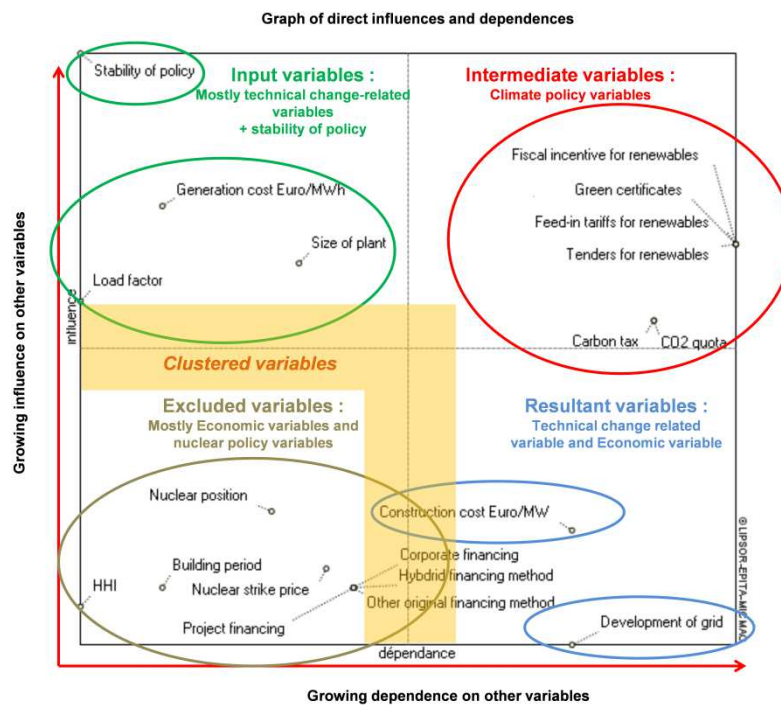 Graph of direct influences and dependences
Stability of policy
Input variables :
Mostly technical change-related
variables
+ stability of policy
Intermediate variables :
Climate policy variables
Fiscal incentive for renewables
Green certificates
Feed-in tariffs for renewables
Tenders for renewables
Generation cost Euro/MWh
Size of plant
Load factor
influence
Carbon tax
CO2 quota
Clustered variables
Growing influence on other vairables
Excluded variables :
Mostly Economic variables and
nuclear policy variables
Resultant variables :
Technical change related
variable and Economic variable
Nuclear position
Construction cost Euro/MW
Building period
HHI
Nuclear strike price
Project financing
Corporate financing
Hybdrid financing method
Other original financing method
Development of grid
© LIPSOR-EPITA-MICMAC
dépendance
Growing dependence on other variables